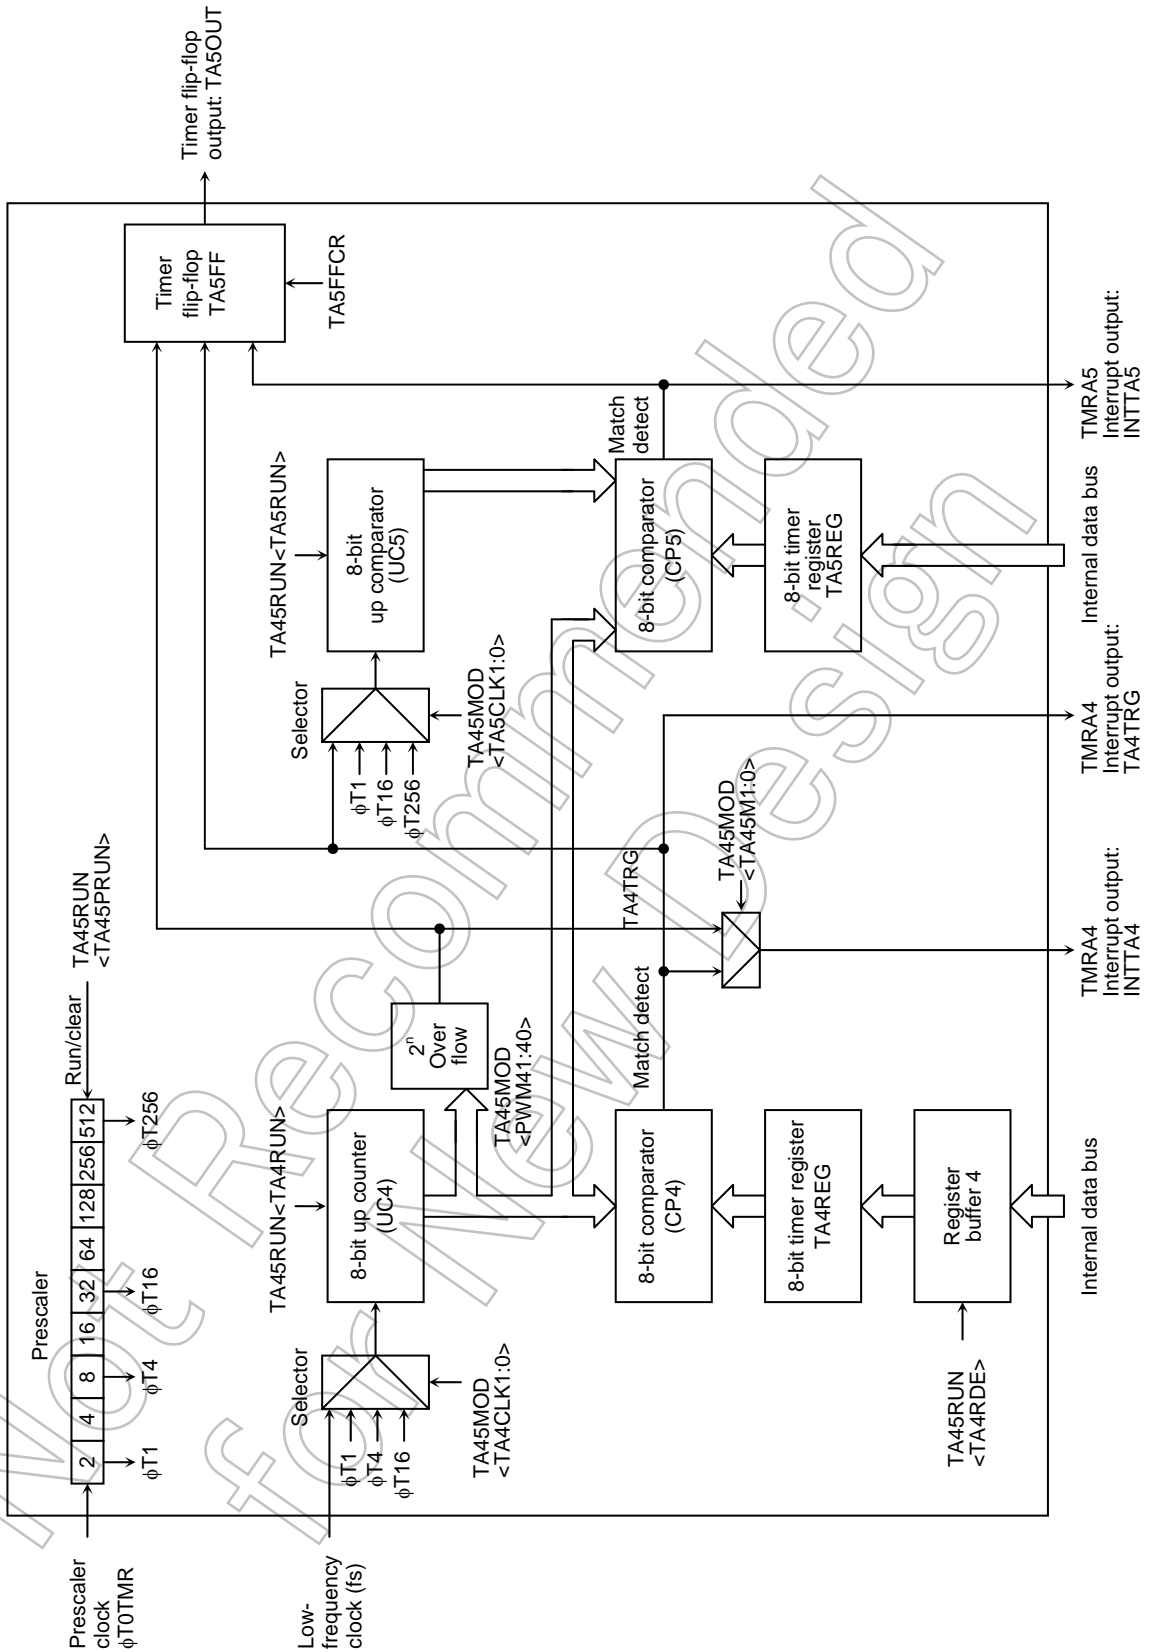 Prescaler
clock
ϕT0TMR
Prescaler
2 4 8 16 32 64 128 256 512
Run/clear
TA45RUN
<TA45PRUN>
ϕT1
ϕT4
ϕT16
ϕT256
Low-
frequency
clock (fs)
Selector
ϕT1
ϕT4
ϕT16
TA45MOD
<TA4CLK1:0>
TA45RUN<TA4RUN>
8-bit up counter
(UC4)
2n
Over
flow
TA45MOD
<PWM41:40>
Selector
ϕT1
ϕT16
ϕT256
TA45MOD
<TA5CLK1:0>
TA45RUN<TA5RUN>
8-bit
up comparator
(UC5)
Timer
flip-flop
TA5FF
TA5FFCR
Timer flip-flop
output: TA5OUT
8-bit comparator
(CP4)
Match detect
TA4TRG
TA45MOD
<TA45M1:0>
8-bit comparator
(CP5)
Match
detect
8-bit timer register
TA4REG
8-bit timer
register
TA5REG
Register
buffer 4
TA45RUN
<TA4RDE>
Internal data bus
TMRA4
Interrupt output:
INTTA4
TMRA4
Interrupt output:
TA4TRG
Internal data bus
TMRA5
Interrupt output:
INTTA5
Not Recommended
for New Design